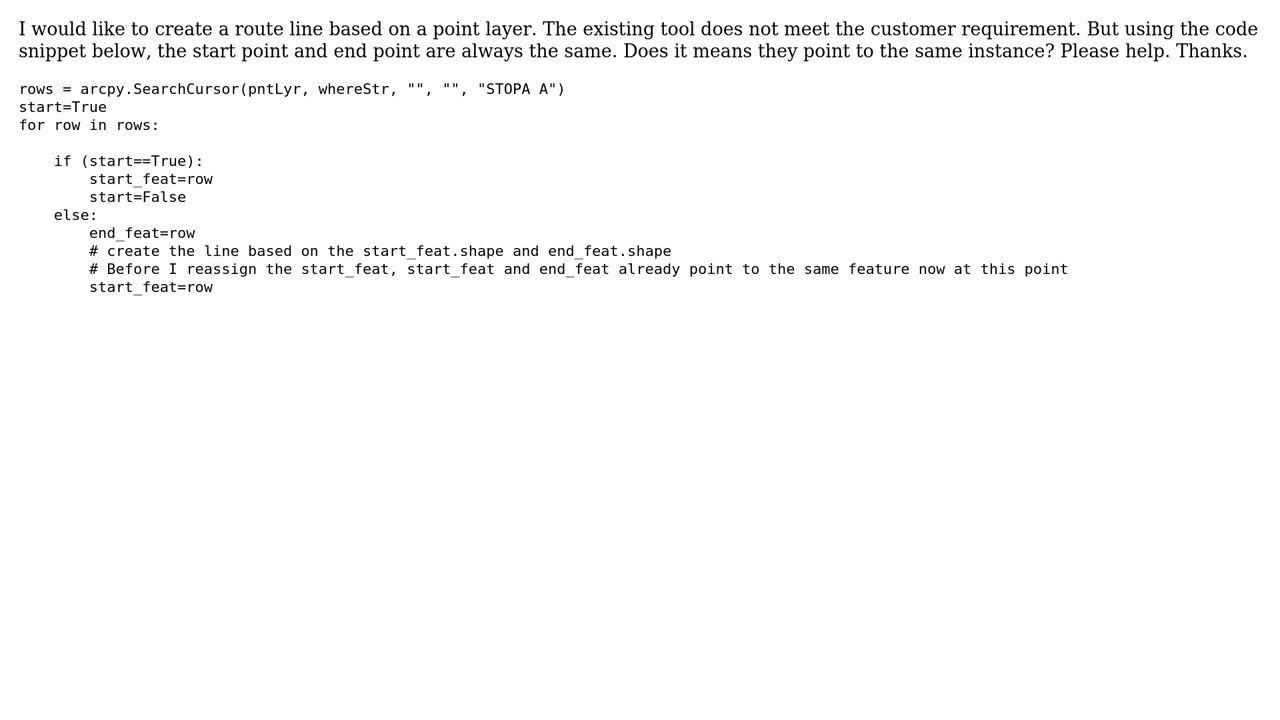 I would like to create a route line based on a point layer. The existing tool does not meet the customer requirement. But using the code
snippet below, the start point and end point are always the same. Does it means they point to the same instance? Please help. Thanks.
rows = arcpy.SearchCursor(pntLyr, whereStr, "", "", "STOPA A")
start=True
for row in rows:
    if (start==True):
        start_feat=row
        start=False
    else:
        end_feat=row
        # create the line based on the start_feat.shape and end_feat.shape
        # Before I reassign the start_feat, start_feat and end_feat already point to the same feature now at this point
        start_feat=row